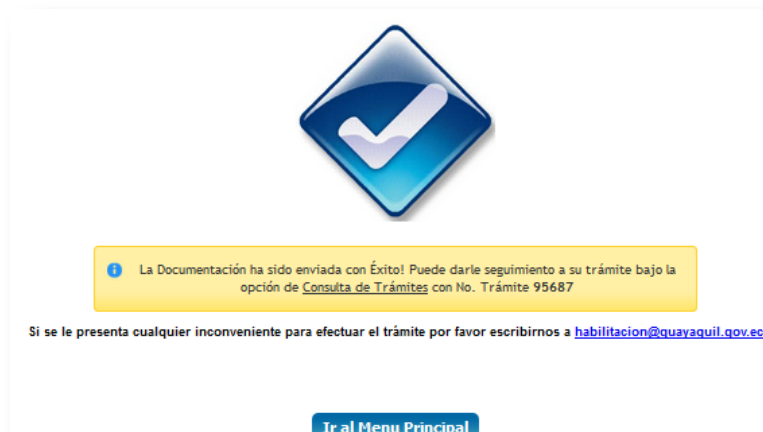 La Documentación ha sido enviada con Éxito! Puede darle seguimiento a su trámite bajo la
opción de Consulta de Trámites con No. Trámite 95687
Si se le presenta cualquier inconveniente para efectuar el trámite por favor escribirnos a habilitacion@guayaquil.gov.ec
Ir al Menu Principal